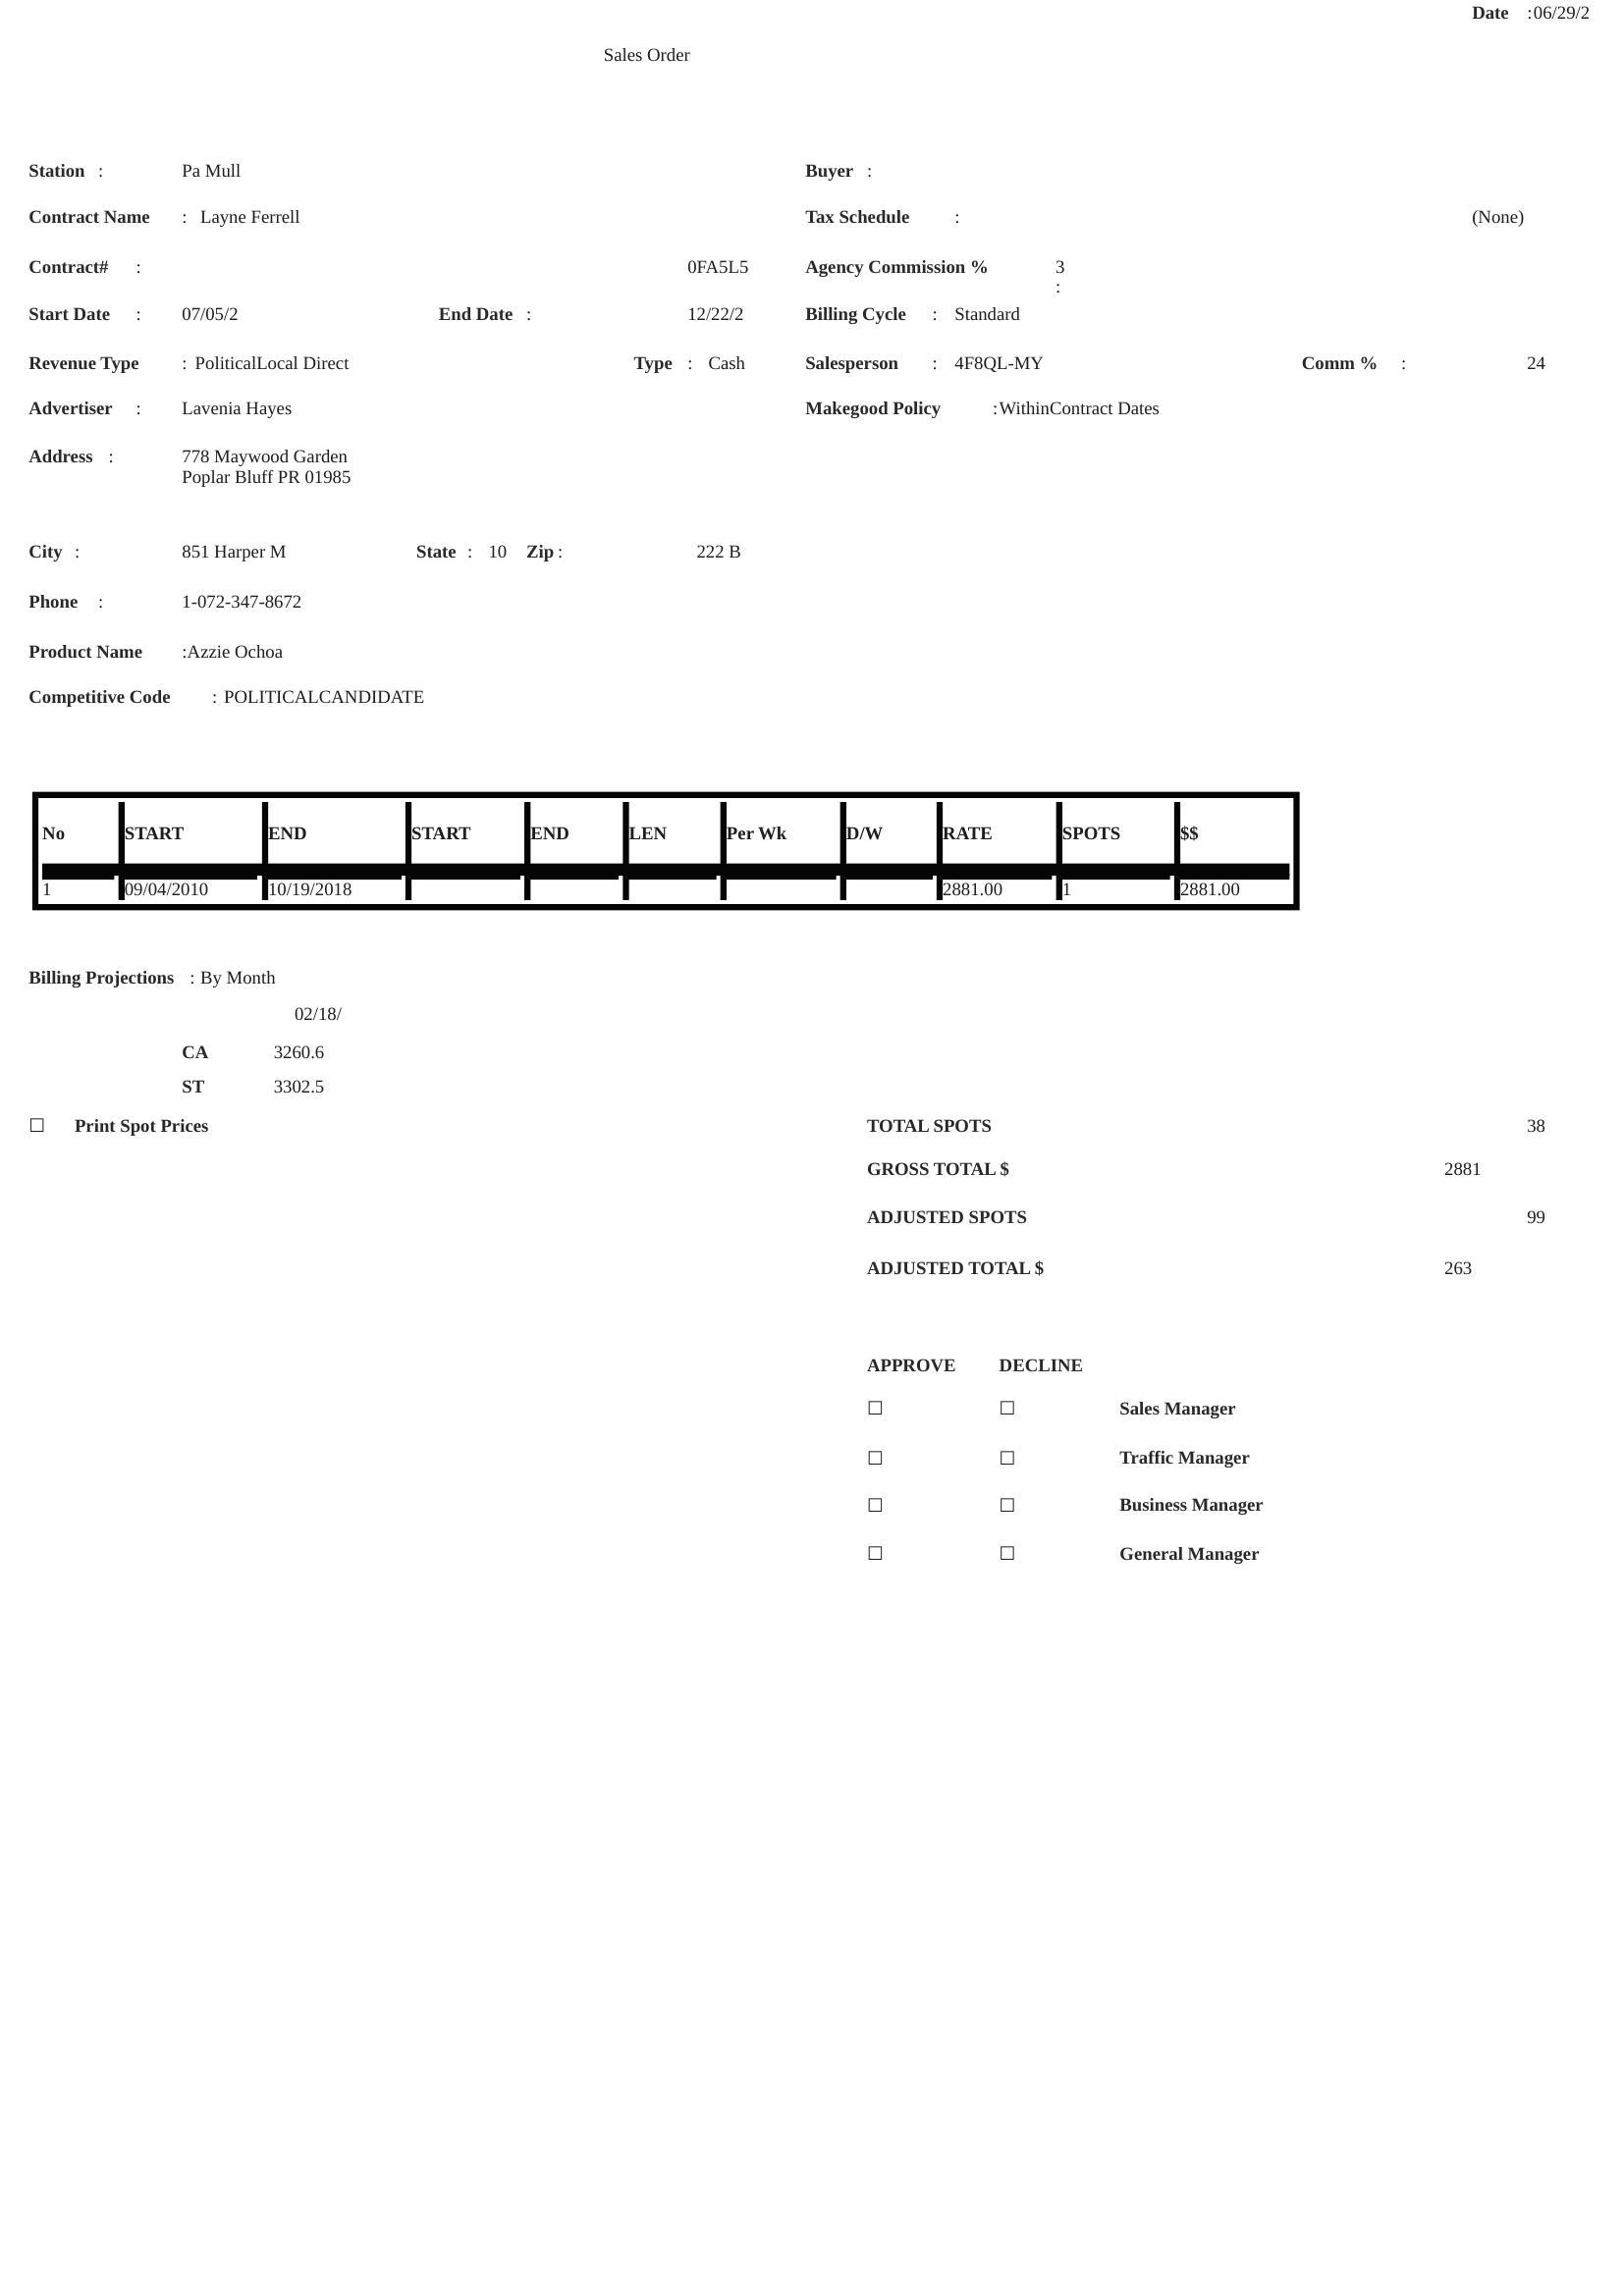 Date :06/29/2
Sales Order
Station : Pa Mull Buyer :
Contract Name : Layne Ferrell Tax Schedule : (None)
Contract# : 0FA5L5 Agency Commission % 3
:
Start Date : 07/05/2 End Date : 12/22/2 Billing Cycle : Standard
Revenue Type : PoliticalLocal Direct Type : Cash Salesperson : 4F8QL-MY Comm % : 24
Advertiser : Lavenia Hayes Makegood Policy :WithinContract Dates
Address : 778 Maywood Garden
Poplar Bluff PR 01985
City : 851 Harper M State : 10 Zip : 222 B
Phone : 1-072-347-8672
Product Name :Azzie Ochoa
Competitive Code : POLITICALCANDIDATE
No START END START END LEN Per Wk D/W RATE SPOTS $$
1 09/04/2010 10/19/2018 2881.00 1 2881.00
Billing Projections : By Month
02/18/
CA 3260.6
ST 3302.5
☐ Print Spot Prices TOTAL SPOTS 38
GROSS TOTAL $ 2881
ADJUSTED SPOTS 99
ADJUSTED TOTAL $ 263
APPROVE DECLINE
☐ ☐ Sales Manager
☐ ☐ Traffic Manager
☐ ☐ Business Manager
☐ ☐ General Manager